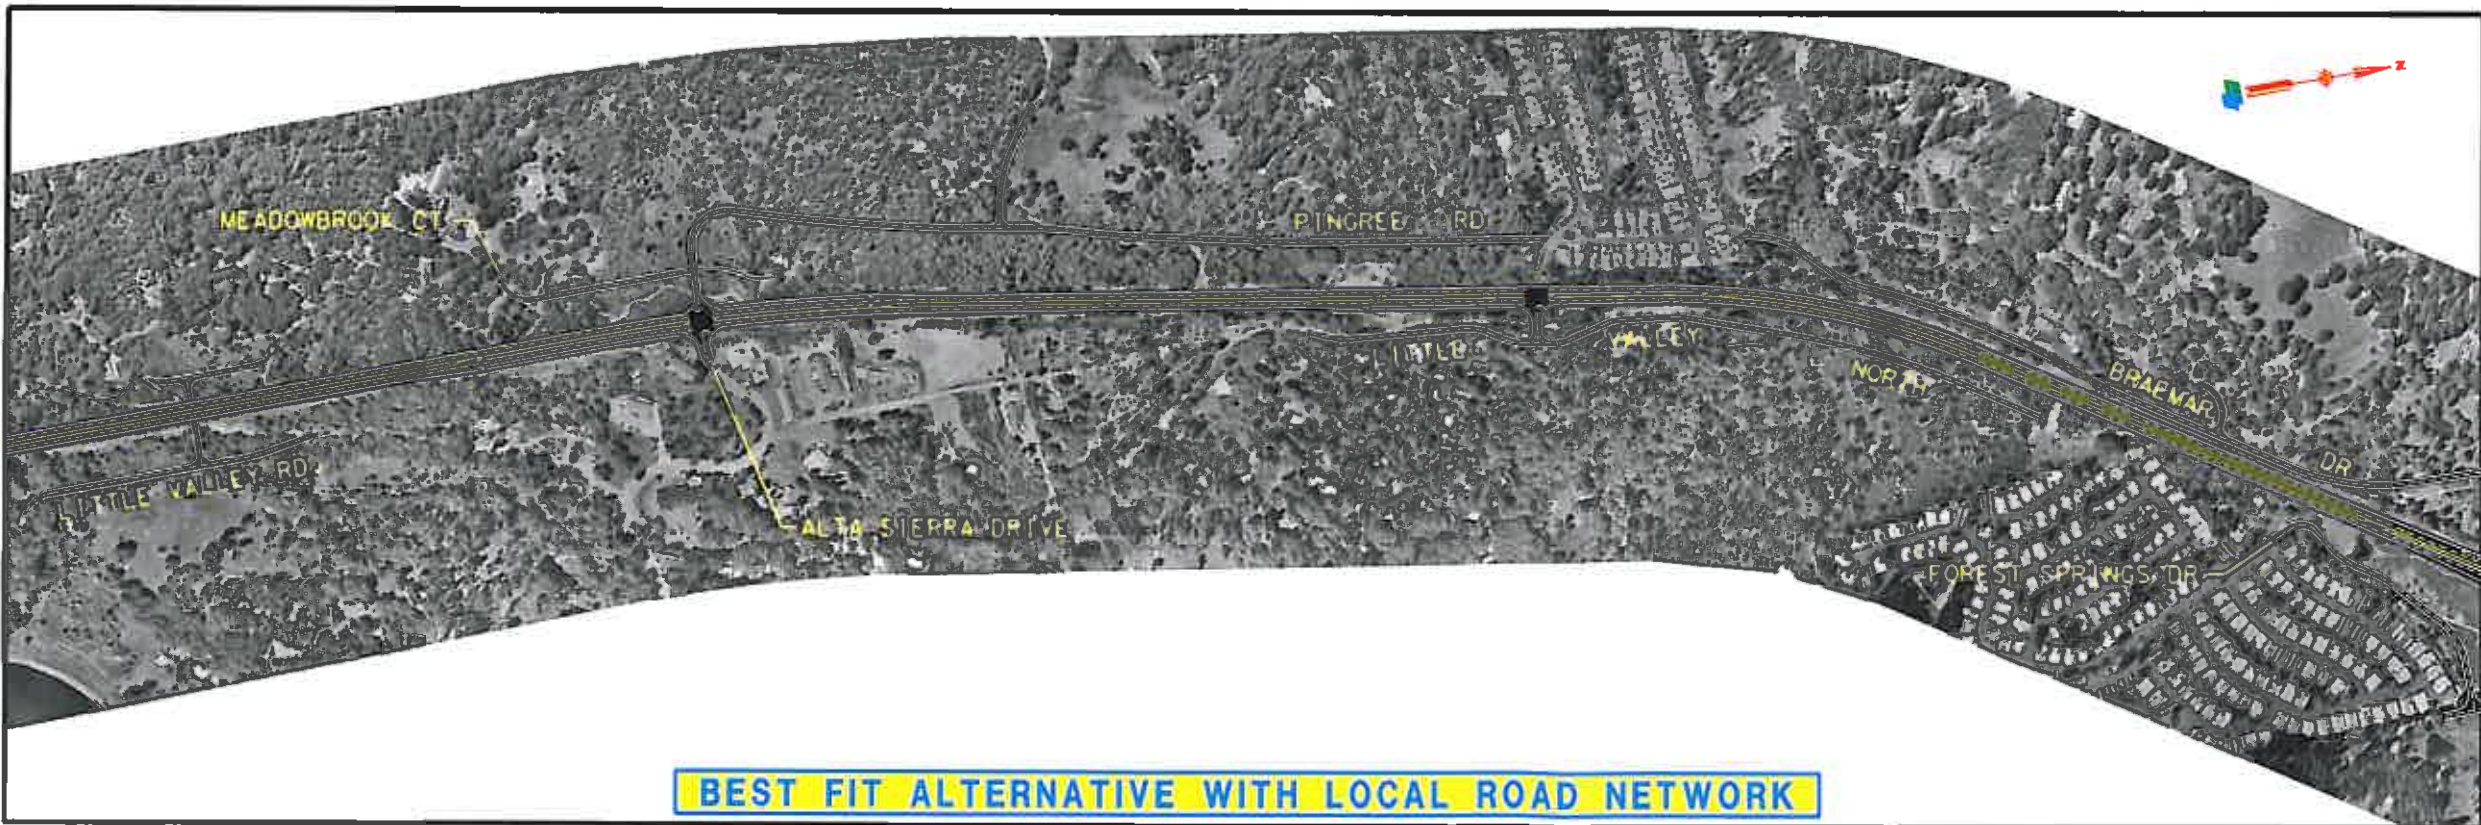 Z
MEADOWBROOK CT
PINGREE RD
LITTLE VALLEY
NORTH
BRAEMAR DR
LITTLE VALLEY RD
ALTA SIERRA DRIVE
FOREST SPRINGS DR
BEST FIT ALTERNATIVE WITH LOCAL ROAD NETWORK